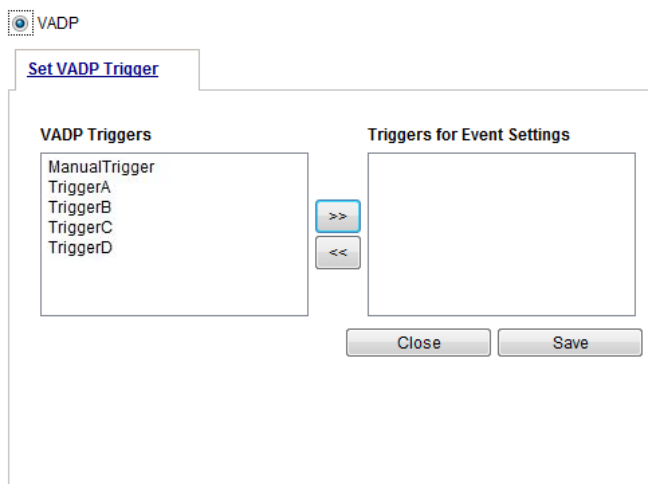 VADP
Set VADP Trigger
VADP Triggers
Triggers for Event Settings
ManualTrigger
TriggerA
TriggerB
TriggerC
TriggerD
>>
<<
Close
Save